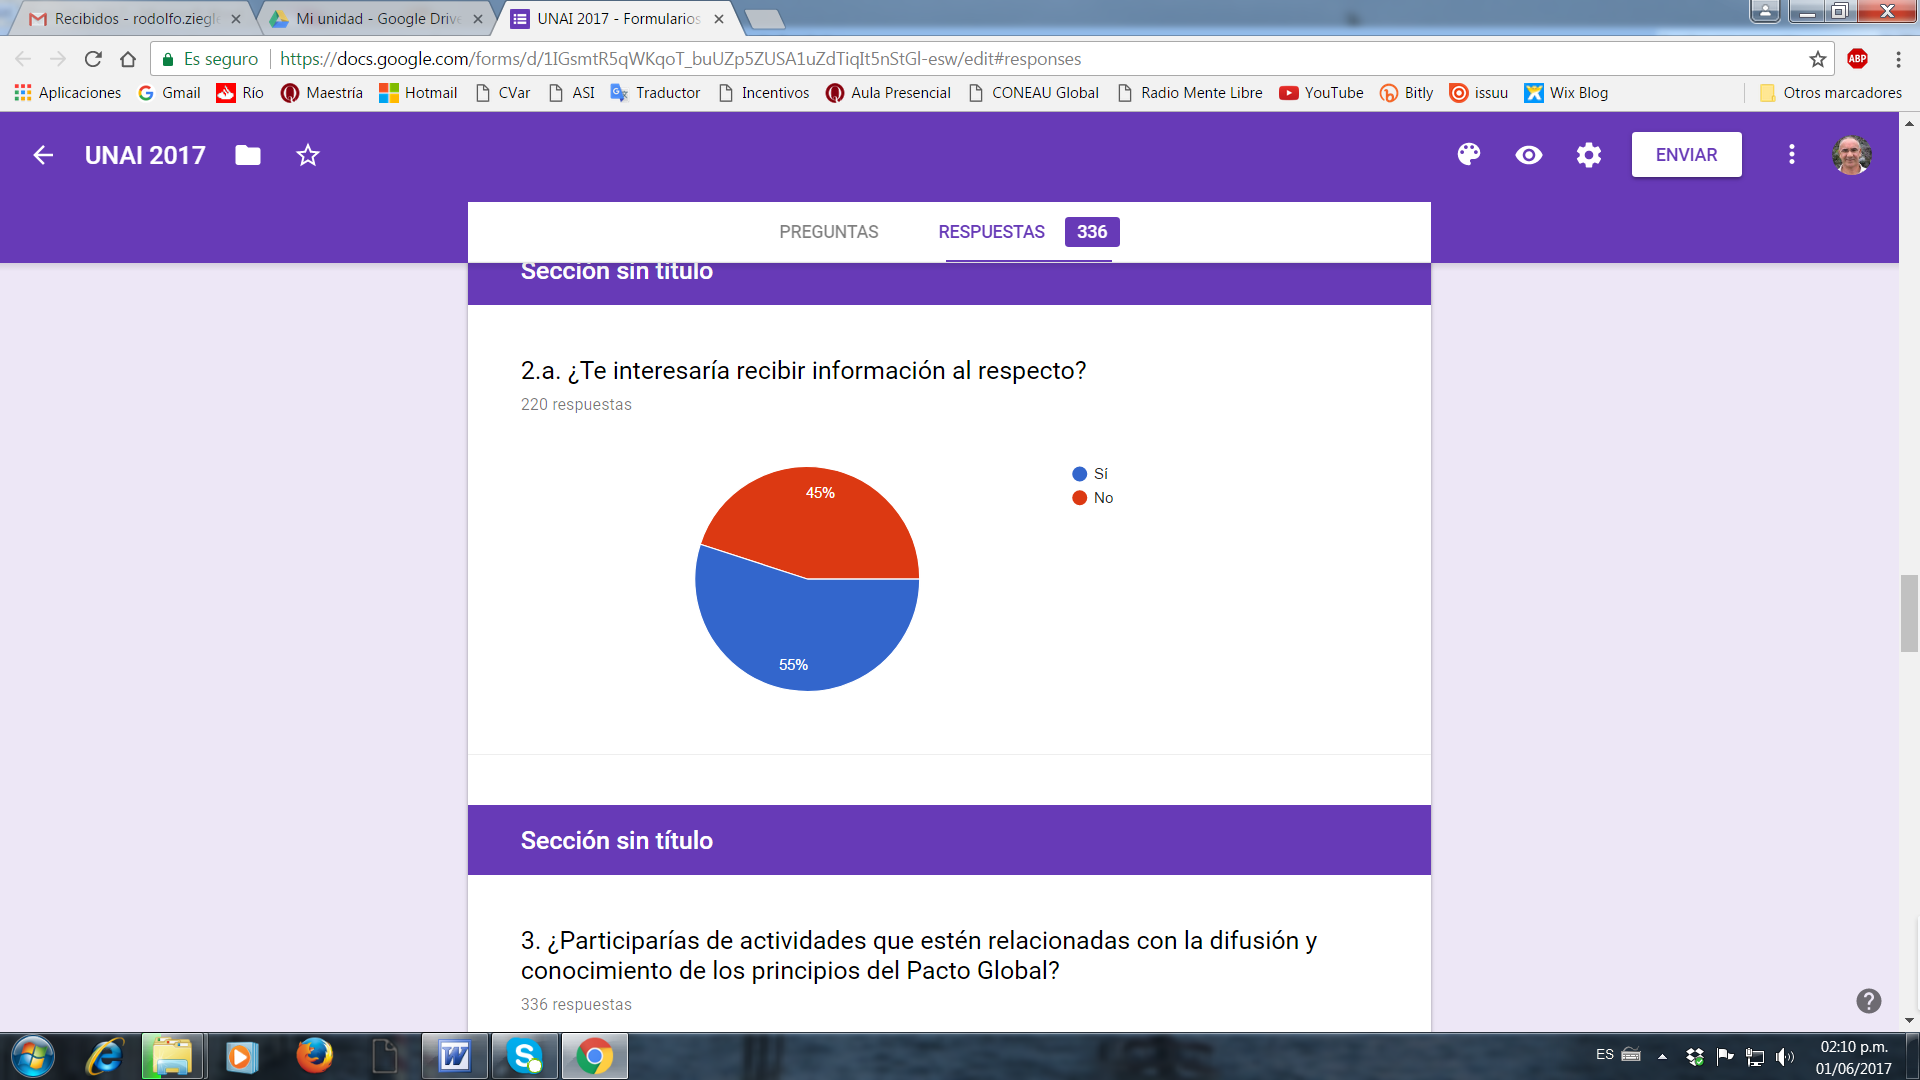 Recibidos - rodolfo.ziegle
Mi unidad - Google Drive
UNAI 2017 - Formularios
Es seguro
https://docs.google.com/forms/d/1IGsmtR5qWKqoT_buUZp5ZUSA1uZdTiqIt5nStGl-esw/edit#responses
ABP
Aplicaciones
Gmail
Río
Maestría
Hotmail
CVar
ASI
Traductor
Incentivos
Aula Presencial
CONEAU Global
Radio Mente Libre
YouTube
Bitly
issuu
Wix Blog
Otros marcadores
UNAI 2017
ENVIAR
PREGUNTAS
RESPUESTAS
336
Sección sin título
2.a. ¿Te interesaría recibir información al respecto?
220 respuestas
45%
55%
Sí
No
Sección sin título
3. ¿Participarías de actividades que estén relacionadas con la difusión y
conocimiento de los principios del Pacto Global?
336 respuestas
ES
02:10 p.m.
01/06/2017